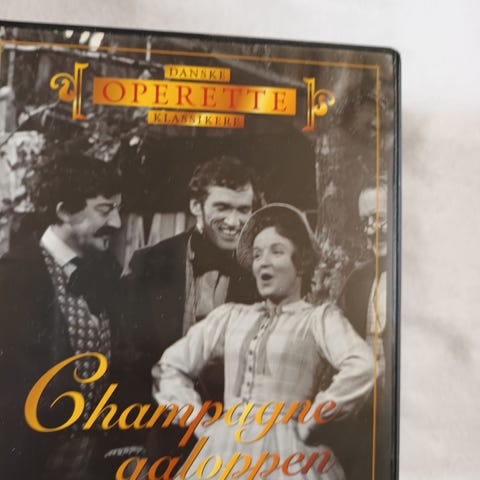 DANSKE
OPERETTE
KLASSIKERE
Champagne
galoppen